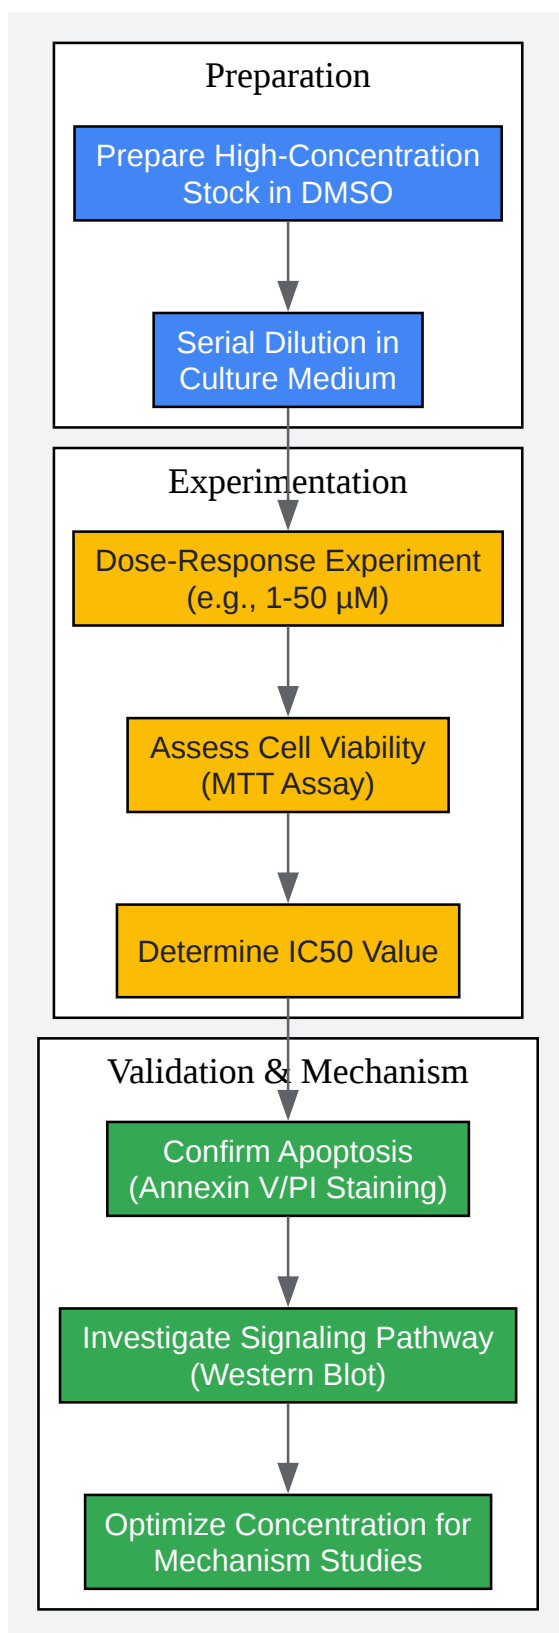 Preparation
Prepare High-Concentration
Stock in DMSO
Serial Dilution in
Culture Medium
Experimentation
Dose-Response Experiment
(e.g., 1-50 µM)
Assess Cell Viability
(MTT Assay)
Determine IC50 Value
Validation & Mechanism
Confirm Apoptosis
(Annexin V/PI Staining)
Investigate Signaling Pathway
(Western Blot)
Optimize Concentration for
Mechanism Studies